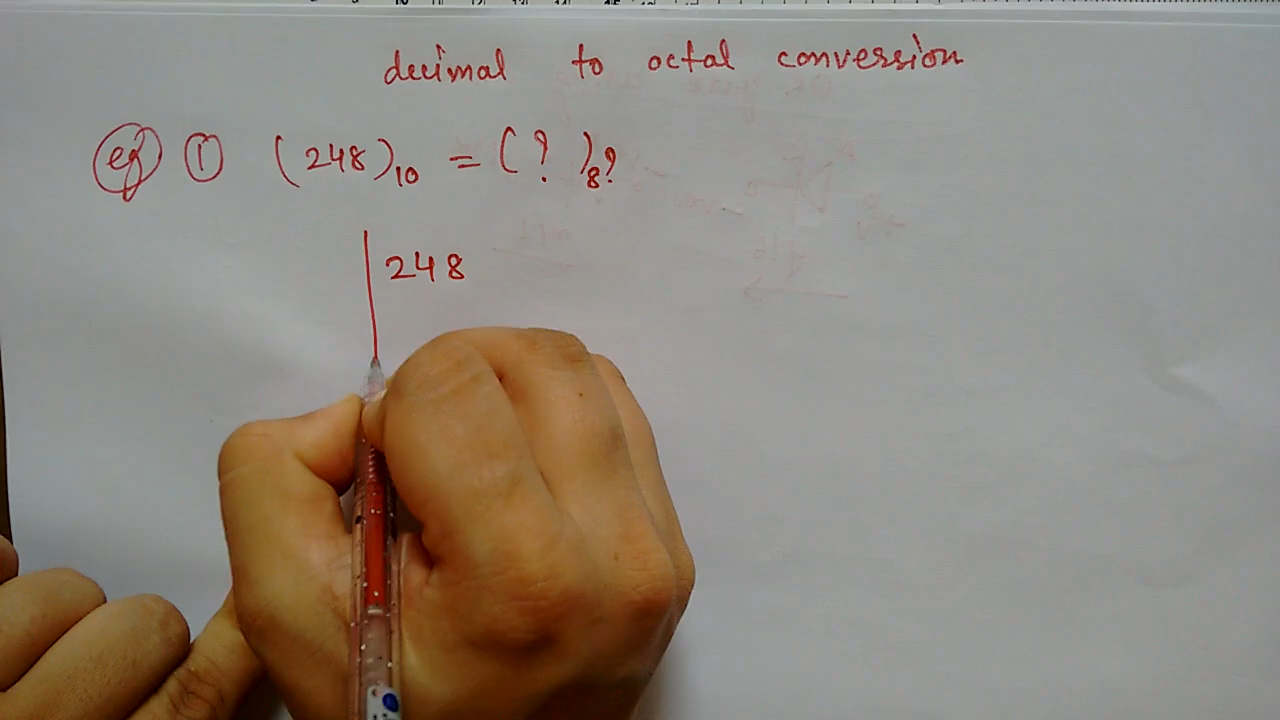 decimal to octal conversion
eg 1 (248)10 = (? )8?
248